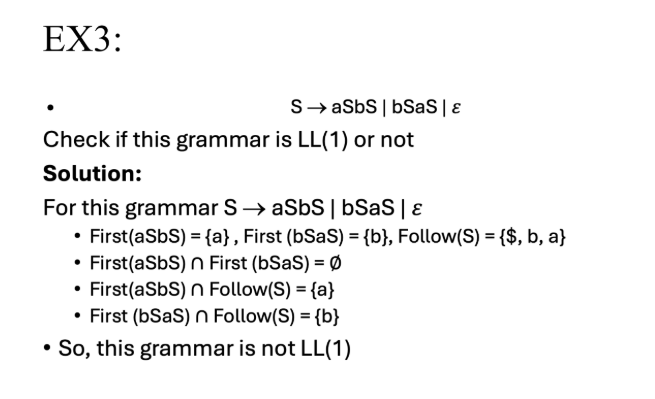 EX3:
• S → aSbS | bSaS | ε
Check if this grammar is LL(1) or not
Solution:
For this grammar S → aSbS | bSaS | ε
• First(aSbS) = {a} , First (bSaS) = {b}, Follow(S) = {$, b, a}
• First(aSbS) ∩ First (bSaS) = Ø
• First(aSbS) ∩ Follow(S) = {a}
• First (bSaS) ∩ Follow(S) = {b}
• So, this grammar is not LL(1)